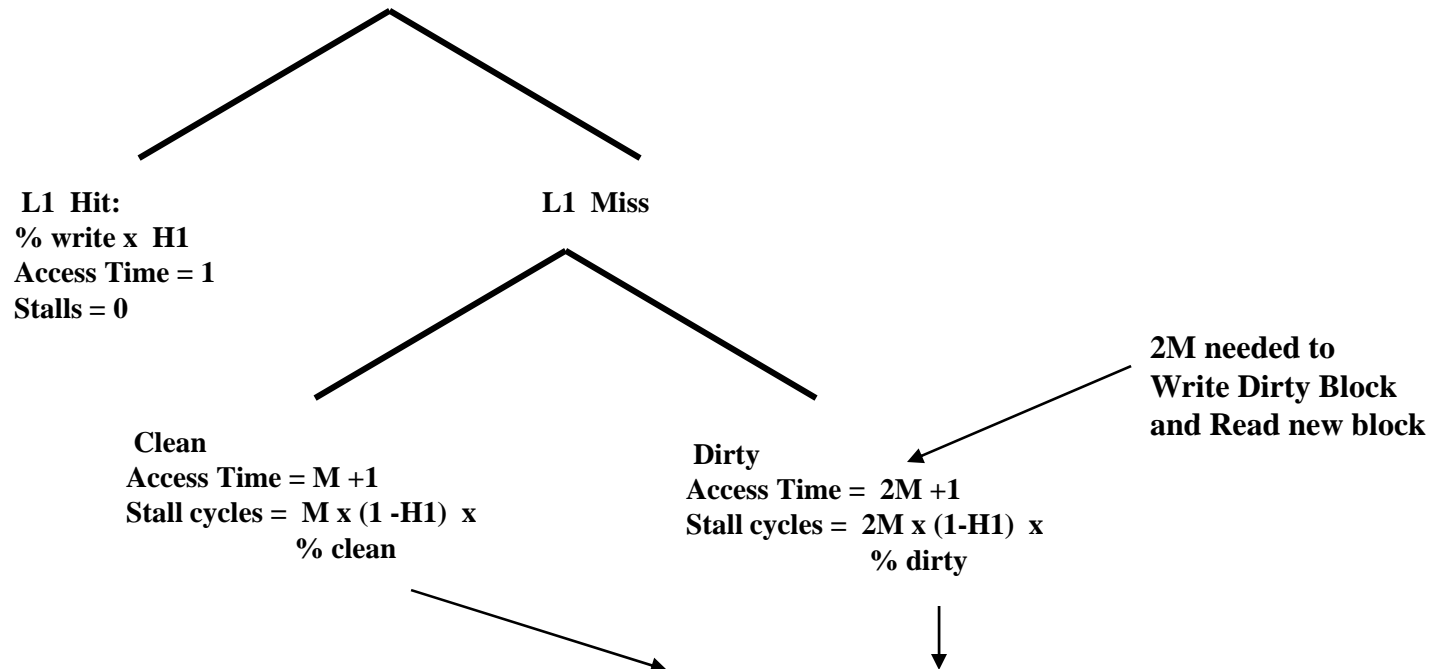 L1 Hit:
% write x H1
Access Time = 1
Stalls = 0
L1 Miss
2M needed to
Write Dirty Block
and Read new block
Clean
Access Time = M +1
Stall cycles = M x (1 -H1) x
% clean
Dirty
Access Time = 2M +1
Stall cycles = 2M x (1-H1) x
% dirty